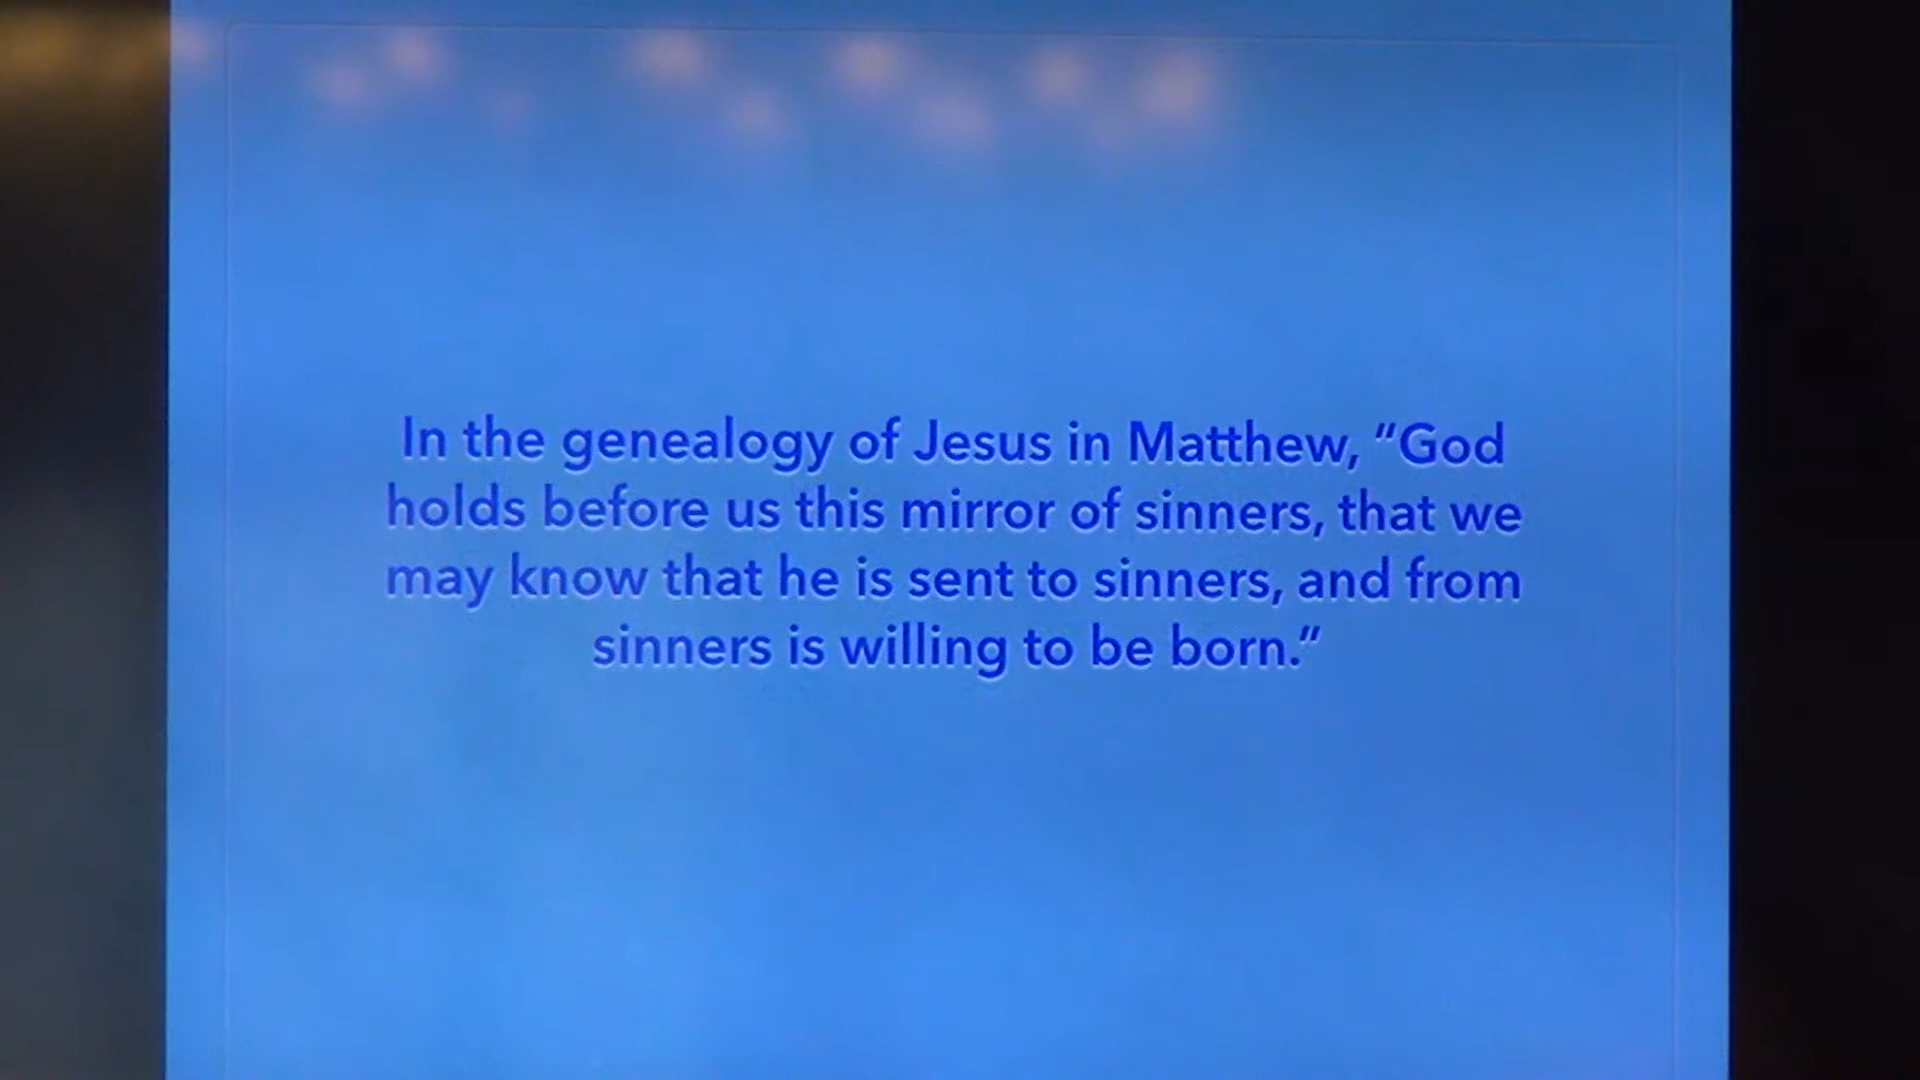 In the genealogy of Jesus in Matthew, “God
holds before us this mirror of sinners, that we
may know that he is sent to sinners, and from
sinners is willing to be born.”